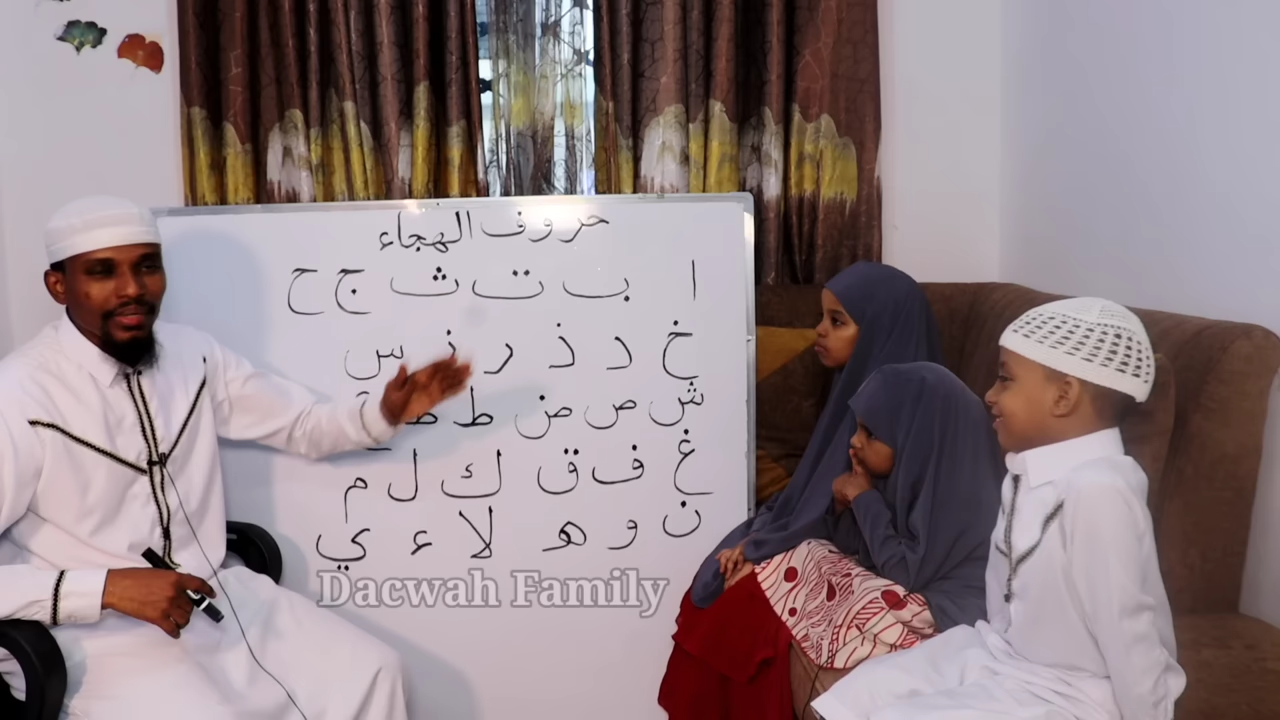 حروف الهجاء
ا ب ت ث ج ح
خ د ذ ر ز س
ش ص ض ط
غ ف ق ك ل م
ن و ه لا ء ي
Dacwah Family